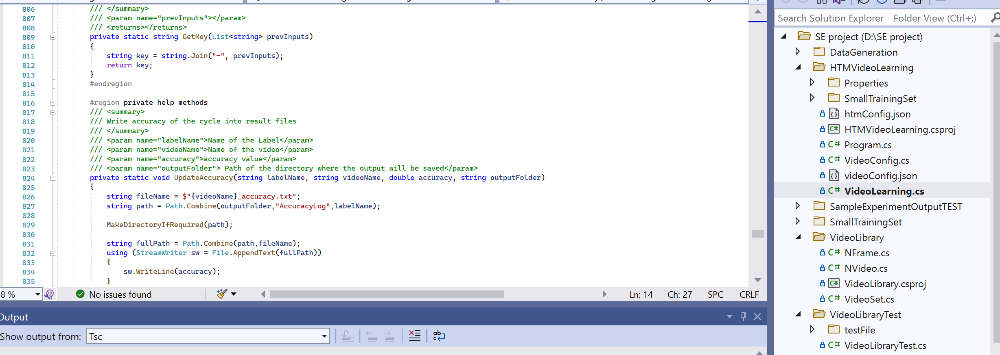 806 /// </summary>
807 /// <param name="prevInputs"></param>
808 /// <returns></returns>
809 private static string GetKey(List<string> prevInputs)
810 {
811 string key = string.Join("-", prevInputs);
812 return key;
813 }
814 #endregion
815
816 #region private help methods
817 /// <summary>
818 /// Write accuracy of the cycle into result files
819 /// </summary>
820 /// <param name="labelName">Name of the Label</param>
821 /// <param name="videoName">Name of the video</param>
822 /// <param name="accuracy">accuracy value</param>
823 /// <param name="outputFolder"> Path of the directory where the output will be saved</param>
824 private static void UpdateAccuracy(string labelName, string videoName, double accuracy, string outputFolder)
825 {
826 string fileName = $"{videoName}_accuracy.txt";
827 string path = Path.Combine(outputFolder,"AccuracyLog",labelName);
828
829 MakeDirectoryIfRequired(path);
830
831 string fullPath = Path.Combine(path,fileName);
832 using (StreamWriter sw = File.AppendText(fullPath))
833 {
834 sw.WriteLine(accuracy);
835 }
8 % No issues found Ln: 14 Ch: 27 SPC CRLF
Output
Show output from: Tsc
Search Solution Explorer - Folder View (Ctrl+;)
SE project (D:\SE project)
DataGeneration
HTMVideoLearning
Properties
SmallTrainingSet
htmConfig.json
HTMVideoLearning.csproj
Program.cs
VideoConfig.cs
videoConfig.json
VideoLearning.cs
SampleExperimentOutputTEST
SmallTrainingSet
VideoLibrary
NFrame.cs
NVideo.cs
VideoLibrary.csproj
VideoSet.cs
VideoLibraryTest
testFile
VideoLibraryTest.cs